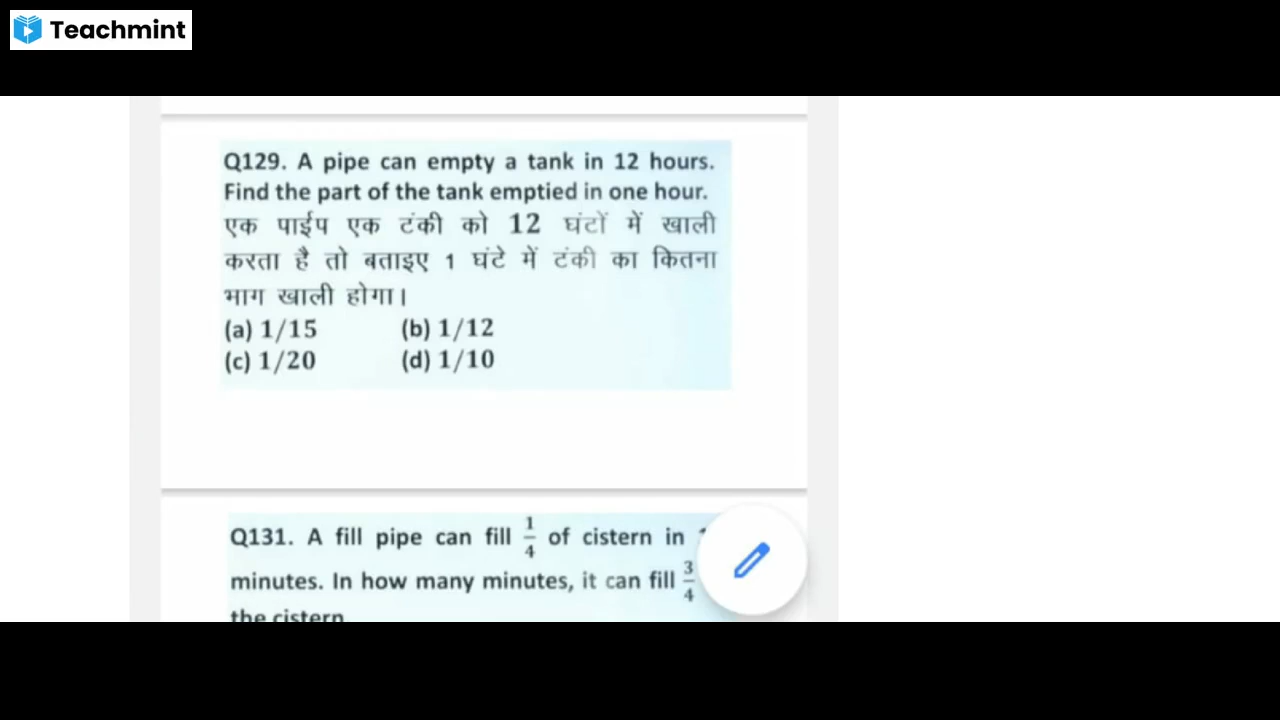 Teachmint
Q129. A pipe can empty a tank in 12 hours.
Find the part of the tank emptied in one hour.
एक पाईप एक टंकी को 12 घंटों में खाली
करता है तो बताइए 1 घंटे में टंकी का कितना
भाग खाली होगा।
(a) 1/15 (b) 1/12
(c) 1/20 (d) 1/10
Q131. A fill pipe can fill 1/4 of cistern in
minutes. In how many minutes, it can fill 3/4
the cistern